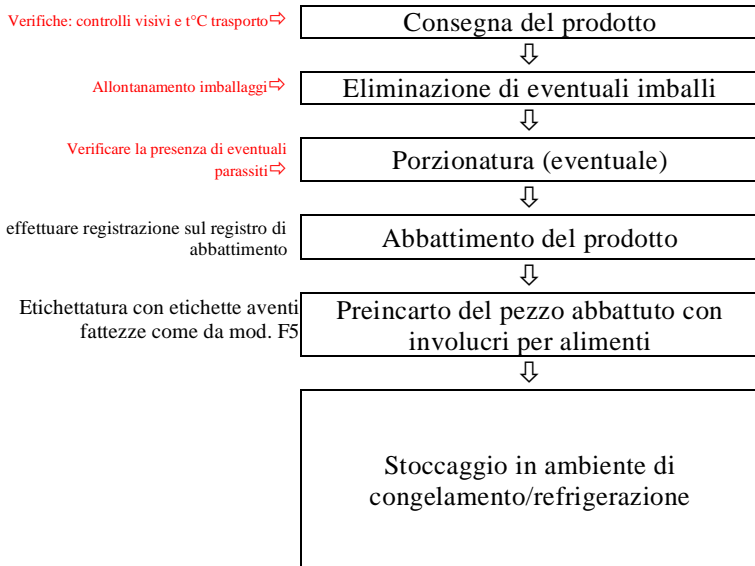 Verifiche: controlli visivi e t°C trasporto⇨
Consegna del prodotto
⇩
Allontanamento imballaggi⇨
Eliminazione di eventuali imballi
⇩
Verificare la presenza di eventuali
parassiti⇨
Porzionatura (eventuale)
⇩
effettuare registrazione sul registro di
abbattimento
Abbattimento del prodotto
⇩
Etichettatura con etichette aventi
fattezze come da mod. F5
Preincarto del pezzo abbattuto con
involucri per alimenti
⇩
Stoccaggio in ambiente di
congelamento/refrigerazione